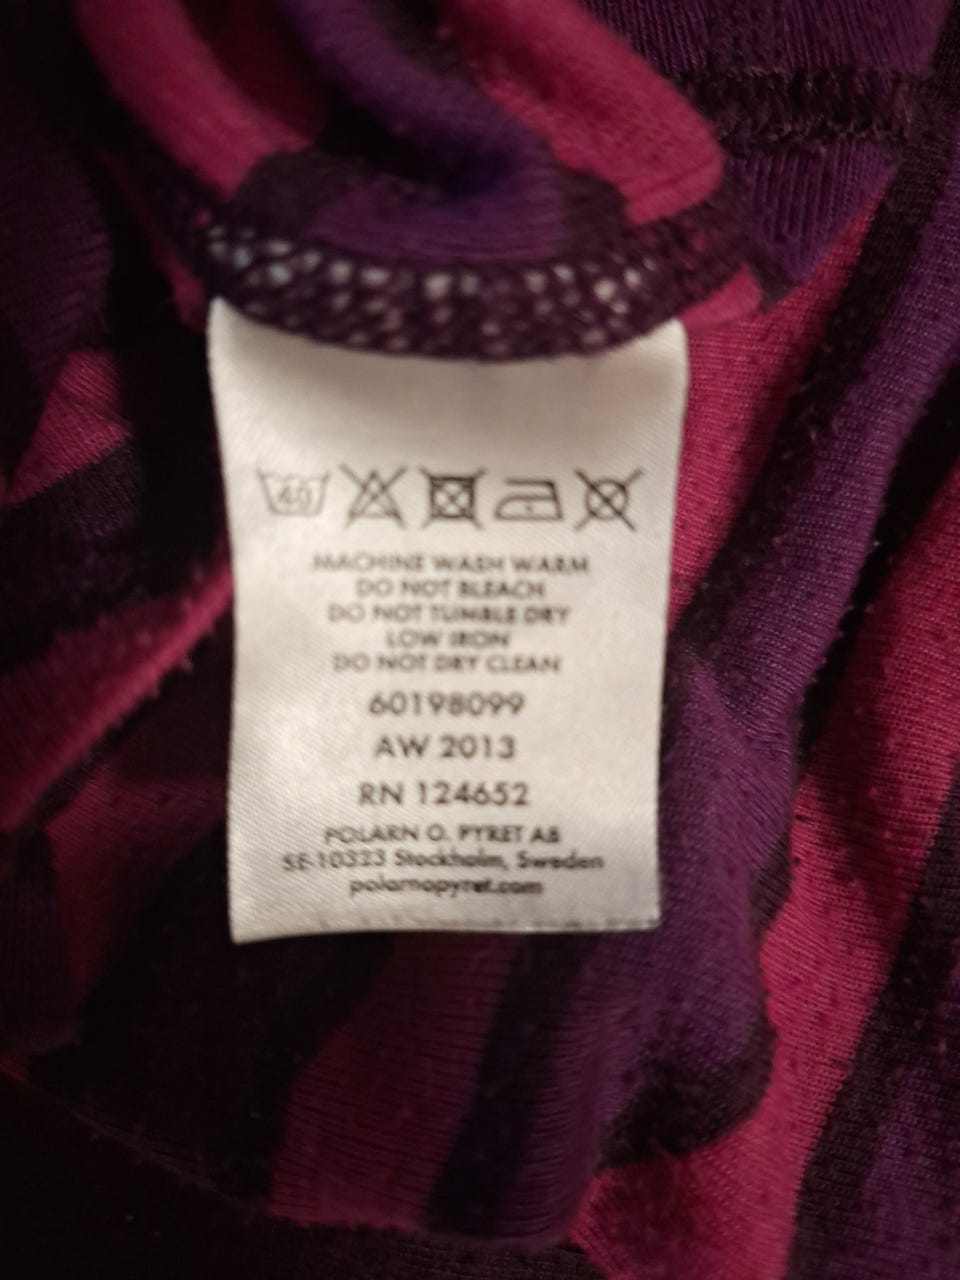 40
MACHINE WASH WARM
DO NOT BLEACH
DO NOT TUMBLE DRY
LOW IRON
DO NOT DRY CLEAN
60198099
AW 2013
RN 124652
POLARN O. PYRET AB
SE-10323 Stockholm, Sweden
polarnopyret.com